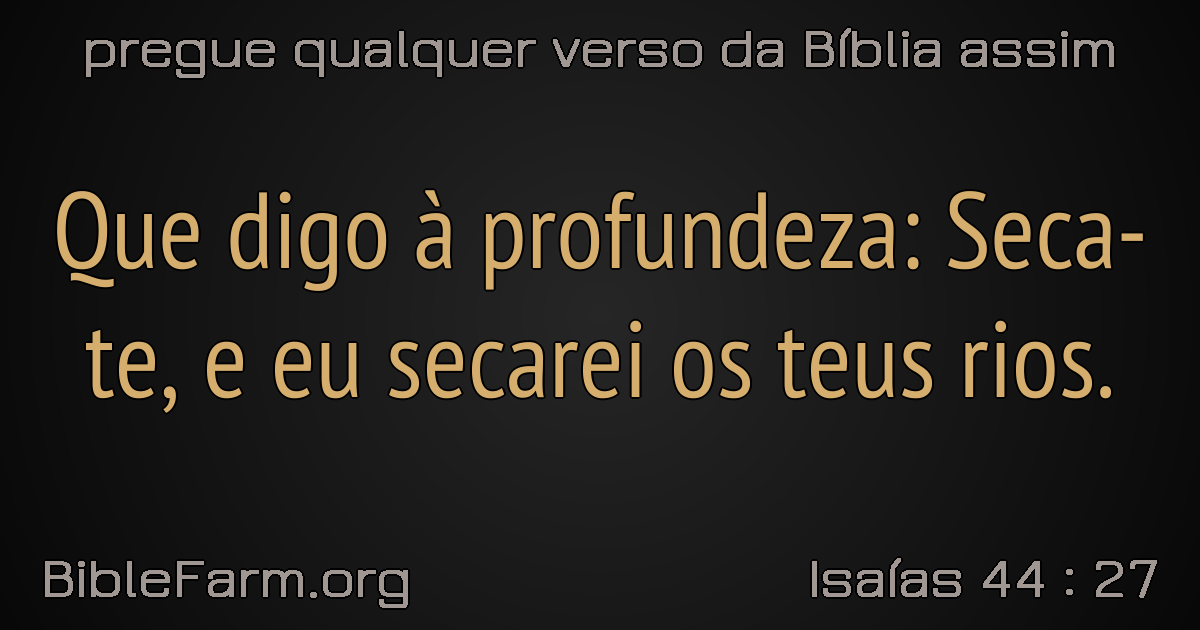 pregue qualquer verso da Bíblia assim
Que digo à profundeza: Seca-
te, e eu secarei os teus rios.
BibleFarm.org
Isaías 44 : 27